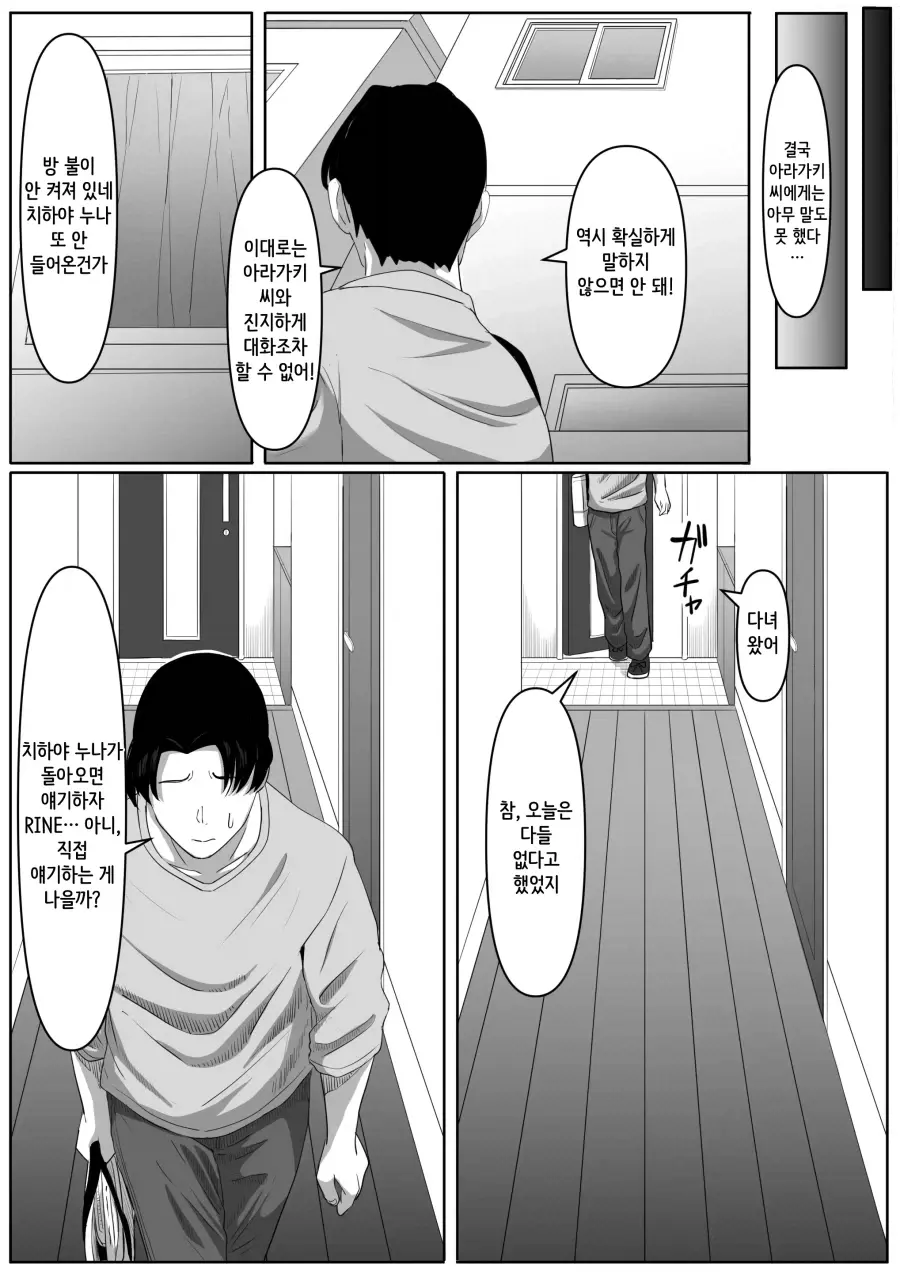 결국
아라가키
씨에게는
아무 말도
못 했다
…
역시 확실하게
말하지
않으면 안 돼!
이대로는
아라가키
씨와
진지하게
대화조차
할 수 없어!
방 불이
안 켜져 있네
치하야 누나
또 안
들어온건가
ガチャ
다녀
왔어
참, 오늘은
다들
없다고
했었지
치하야 누나가
돌아오면
얘기하자
RINE… 아니,
직접
얘기하는 게
나을까?